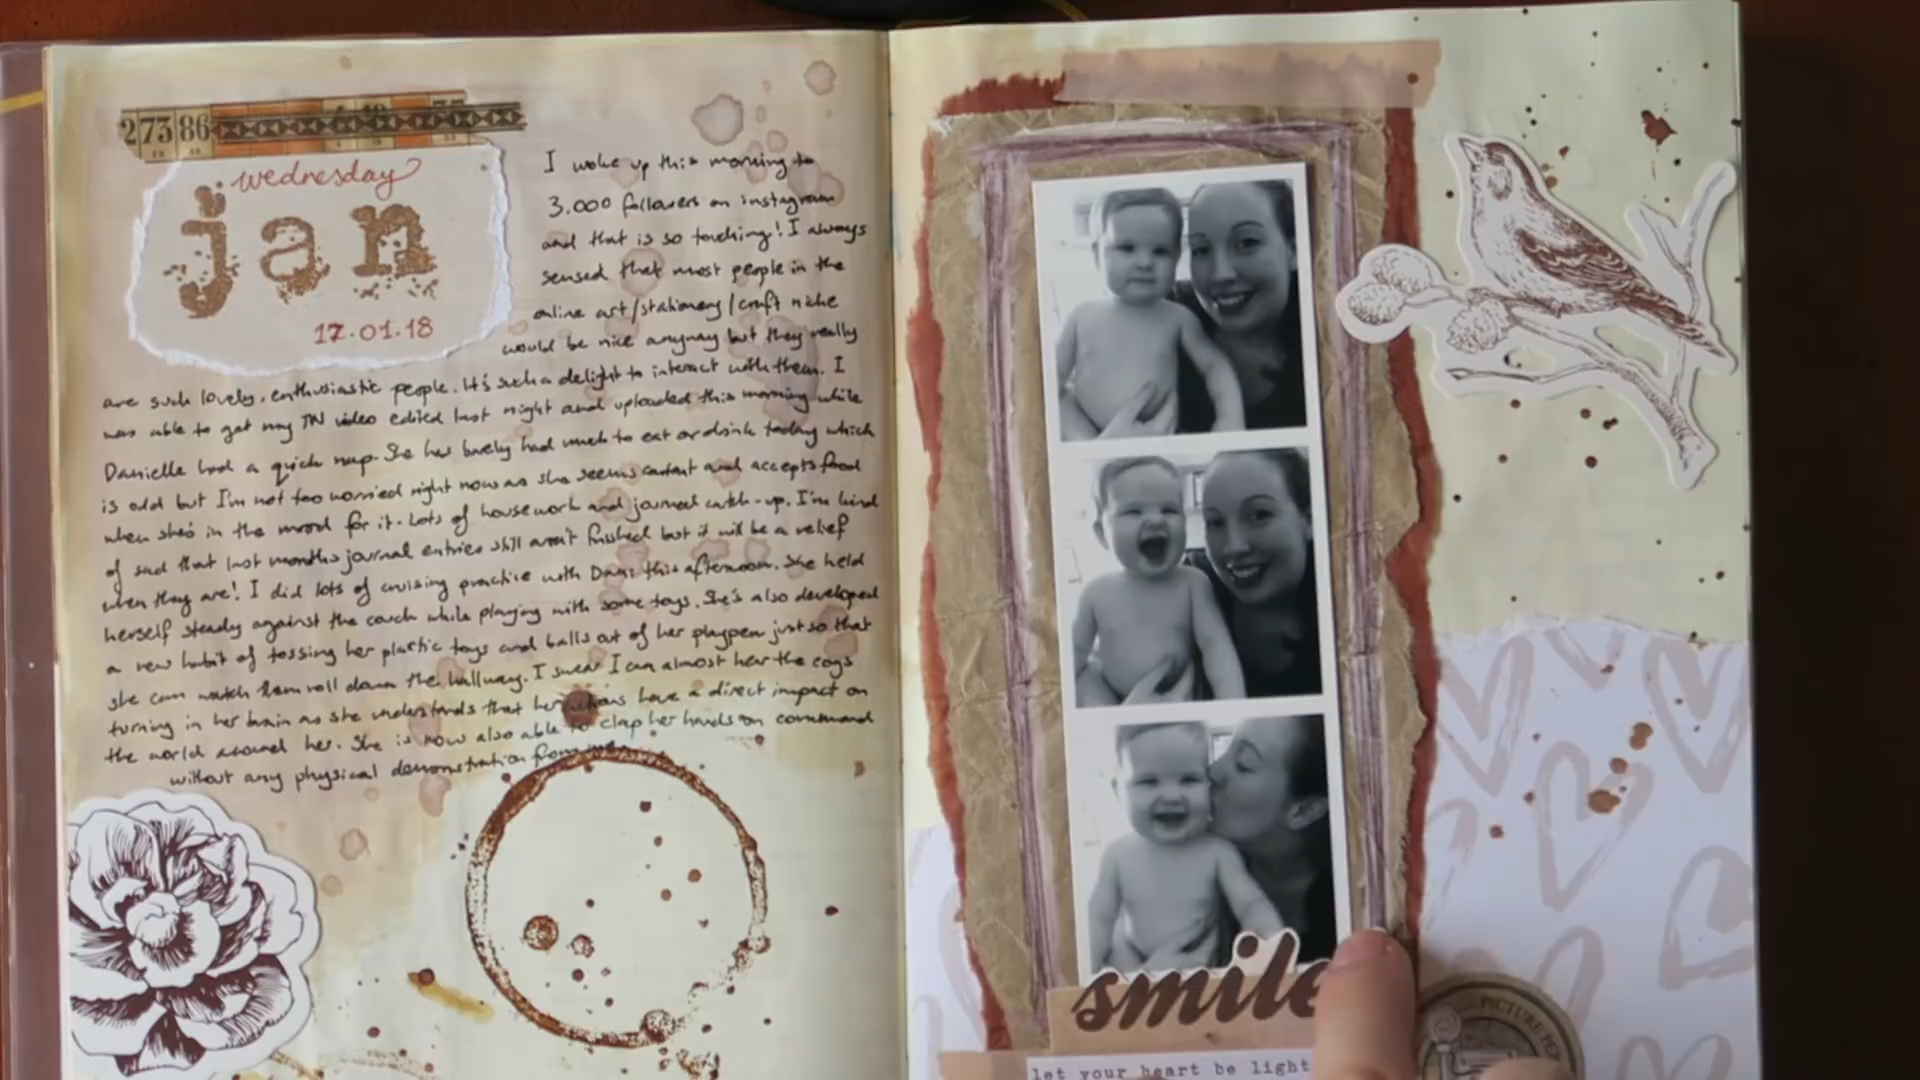 273 86
wednesday
jan
17.01.18
I woke up this morning to
3.000 followers on instagram
and that is so touching! I always
sensed that most people in the
online art/stationery/craft niche
would be nice anyway but they really
are such lovely, enthusiastic people. It's such a delight to interact with them. I
was able to get my TN video edited last night and uploaded this morning while
Danielle had a quick nap. She has barely had much to eat or drink today which
is odd but I'm not too worried right now as she seems content and accepts food
when she's in the mood for it. Lots of housework and journal catch-up. I'm kind
of sad that last months journal entries still aren't finished but it will be a relief
when they are! I did lots of cruising practice with Dani this afternoon. She held
herself steady against the couch while playing with some toys. She's also developed
a new habit of tossing her plastic toys and balls out of her playpen just so that
she can watch them roll down the hallway. I swear I can almost hear the cogs
turning in her brain as she understands that her actions have a direct impact on
the world around her. She is now also able to clap her hands on command
without any physical demonstration from me.
smile
let your heart be light
PICTURE